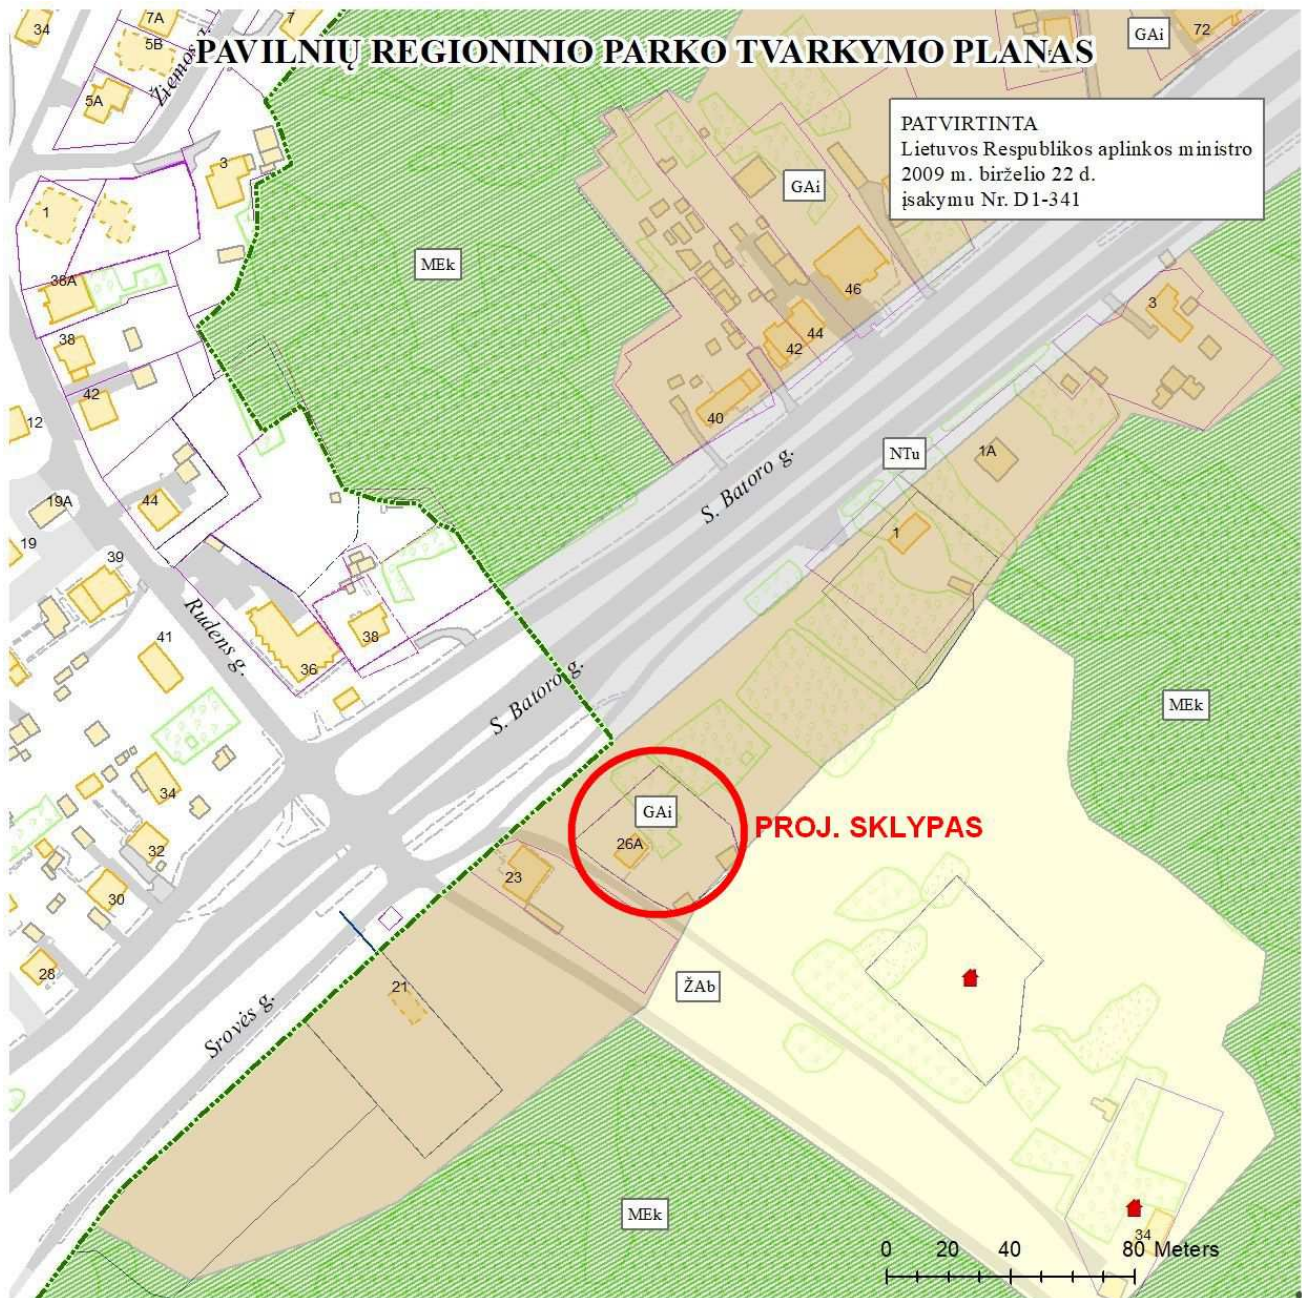 34
7A
5B
7
Žiemos g.
PAVILNIŲ REGIONINIO PARKO TVARKYMO PLANAS
GAi
72
5A
PATVIRTINTA
Lietuvos Respublikos aplinkos ministro
2009 m. birželio 22 d.
įsakymu Nr. D1-341
3
GAi
1
MEk
38A
46
3
38
44
42
42
40
12
NTu
1A
S. Batoro g.
19A
44
1
19
39
Rudens g.
41
38
36
S. Batoro g.
MEk
34
GAi
PROJ. SKLYPAS
26A
32
23
30
28
21
ŽAb
Srovės g.
MEk
34
0 20 40 80 Meters